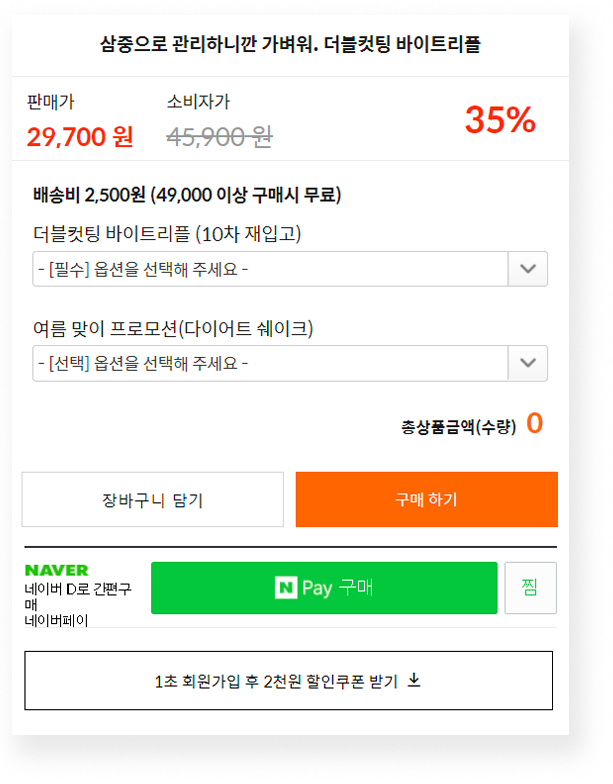 삼중으로 관리하니깐 가벼워. 더블컷팅 바이트리플
판매가 소비자가
29,700 원 45,900 원 35%
배송비 2,500원 (49,000 이상 구매시 무료)
더블컷팅 바이트리플 (10차 재입고)
- [필수] 옵션을 선택해 주세요 -
여름 맞이 프로모션(다이어트 쉐이크)
- [선택] 옵션을 선택해 주세요 -
총상품금액(수량) 0
장바구니 담기 구매 하기
NAVER
네이버 ID로 간편구
매
네이버페이
N Pay 구매 찜
1초 회원가입 후 2천원 할인쿠폰 받기